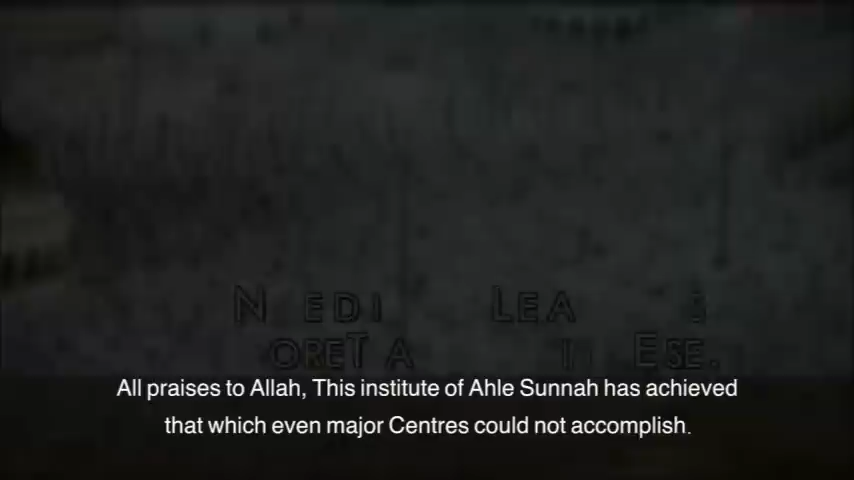 All praises to Allah, This institute of Ahle Sunnah has achieved
that which even major Centres could not accomplish.